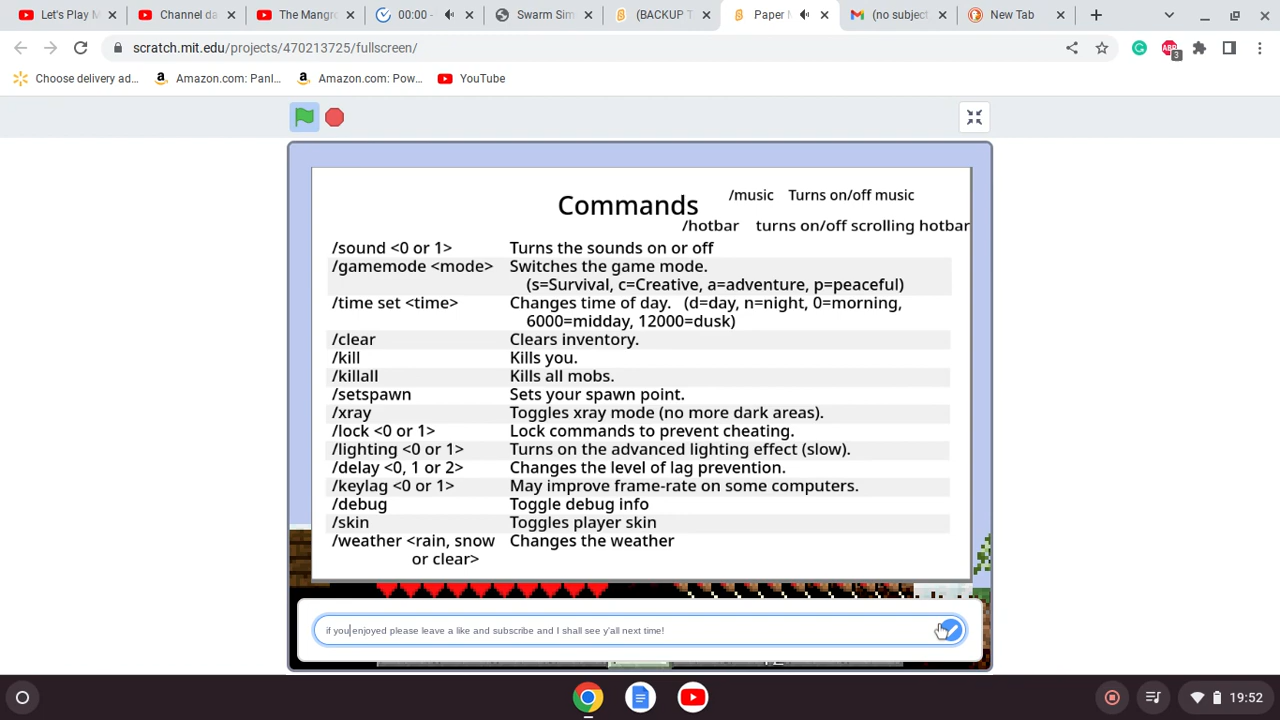 Let's Play M
Channel da
The Mangro
00:00 -
Swarm Sim
(BACKUP T
Paper M
(no subject
New Tab
scratch.mit.edu/projects/470213725/fullscreen/
ABP
3
Choose delivery ad...
Amazon.com: Panl...
Amazon.com: Pow...
YouTube
Commands
/music Turns on/off music
/hotbar turns on/off scrolling hotbar
/sound <0 or 1> Turns the sounds on or off
/gamemode <mode> Switches the game mode.
(s=Survival, c=Creative, a=adventure, p=peaceful)
/time set <time> Changes time of day. (d=day, n=night, 0=morning,
6000=midday, 12000=dusk)
/clear Clears inventory.
/kill Kills you.
/killall Kills all mobs.
/setspawn Sets your spawn point.
/xray Toggles xray mode (no more dark areas).
/lock <0 or 1> Lock commands to prevent cheating.
/lighting <0 or 1> Turns on the advanced lighting effect (slow).
/delay <0, 1 or 2> Changes the level of lag prevention.
/keylag <0 or 1> May improve frame-rate on some computers.
/debug Toggle debug info
/skin Toggles player skin
/weather <rain, snow Changes the weather
or clear>
if you enjoyed please leave a like and subscribe and I shall see y'all next time!
19:52